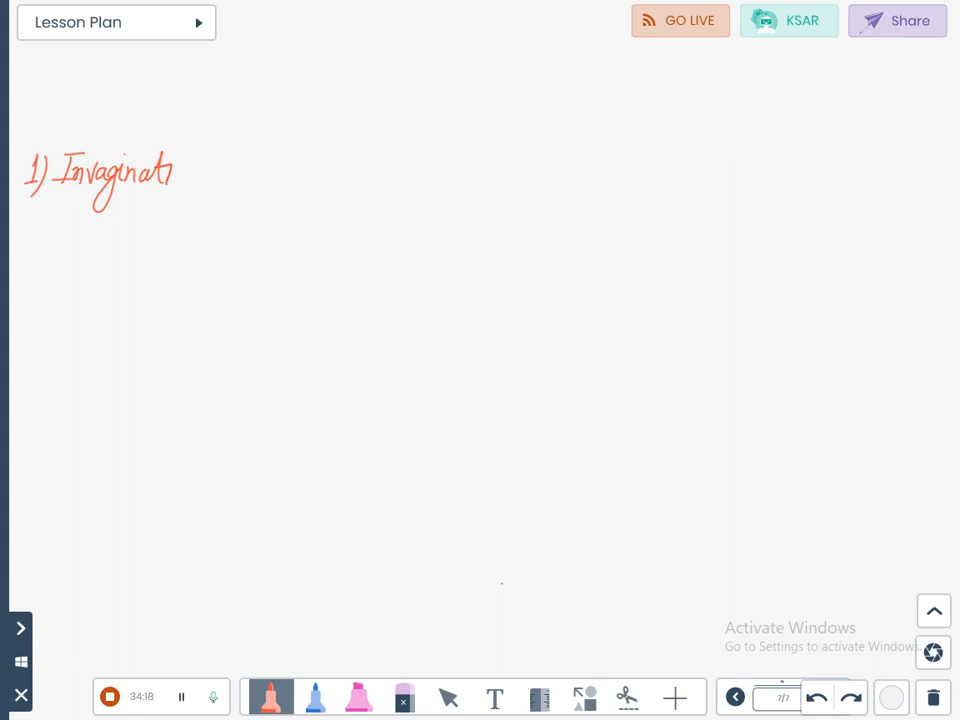 Lesson Plan
GO LIVE
KSAR
Share
1) Invaginati
Activate Windows
Go to Settings to activate Windows.
34:18
T
7/7